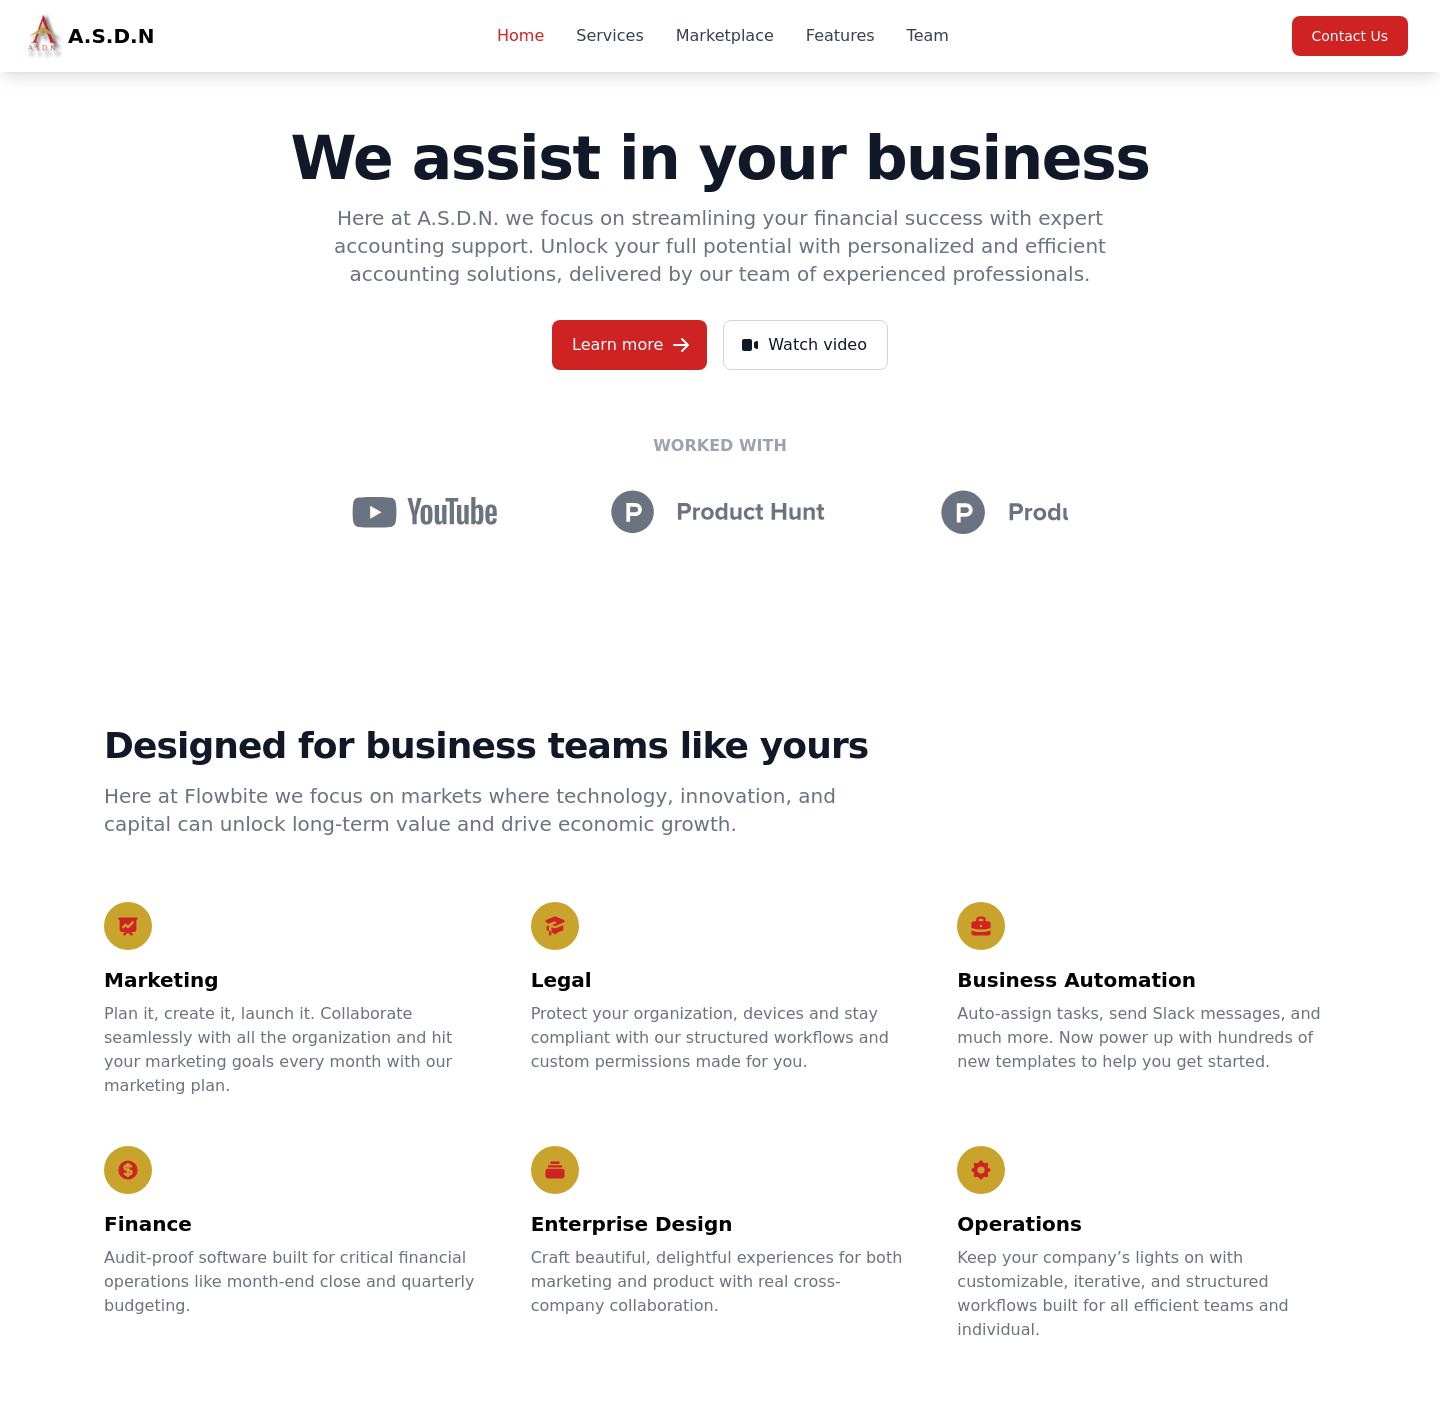 A.S.D.N
A.S.D.N
Home
Services
Marketplace
Features
Team
Contact Us
We assist in your business
Here at A.S.D.N. we focus on streamlining your financial success with expert
accounting support. Unlock your full potential with personalized and efficient
accounting solutions, delivered by our team of experienced professionals.
Learn more
Watch video
WORKED WITH
YouTube
P Product Hunt
P Produ
Designed for business teams like yours
Here at Flowbite we focus on markets where technology, innovation, and
capital can unlock long-term value and drive economic growth.
Marketing
Plan it, create it, launch it. Collaborate
seamlessly with all the organization and hit
your marketing goals every month with our
marketing plan.
Legal
Protect your organization, devices and stay
compliant with our structured workflows and
custom permissions made for you.
Business Automation
Auto-assign tasks, send Slack messages, and
much more. Now power up with hundreds of
new templates to help you get started.
Finance
Audit-proof software built for critical financial
operations like month-end close and quarterly
budgeting.
Enterprise Design
Craft beautiful, delightful experiences for both
marketing and product with real cross-
company collaboration.
Operations
Keep your company’s lights on with
customizable, iterative, and structured
workflows built for all efficient teams and
individual.